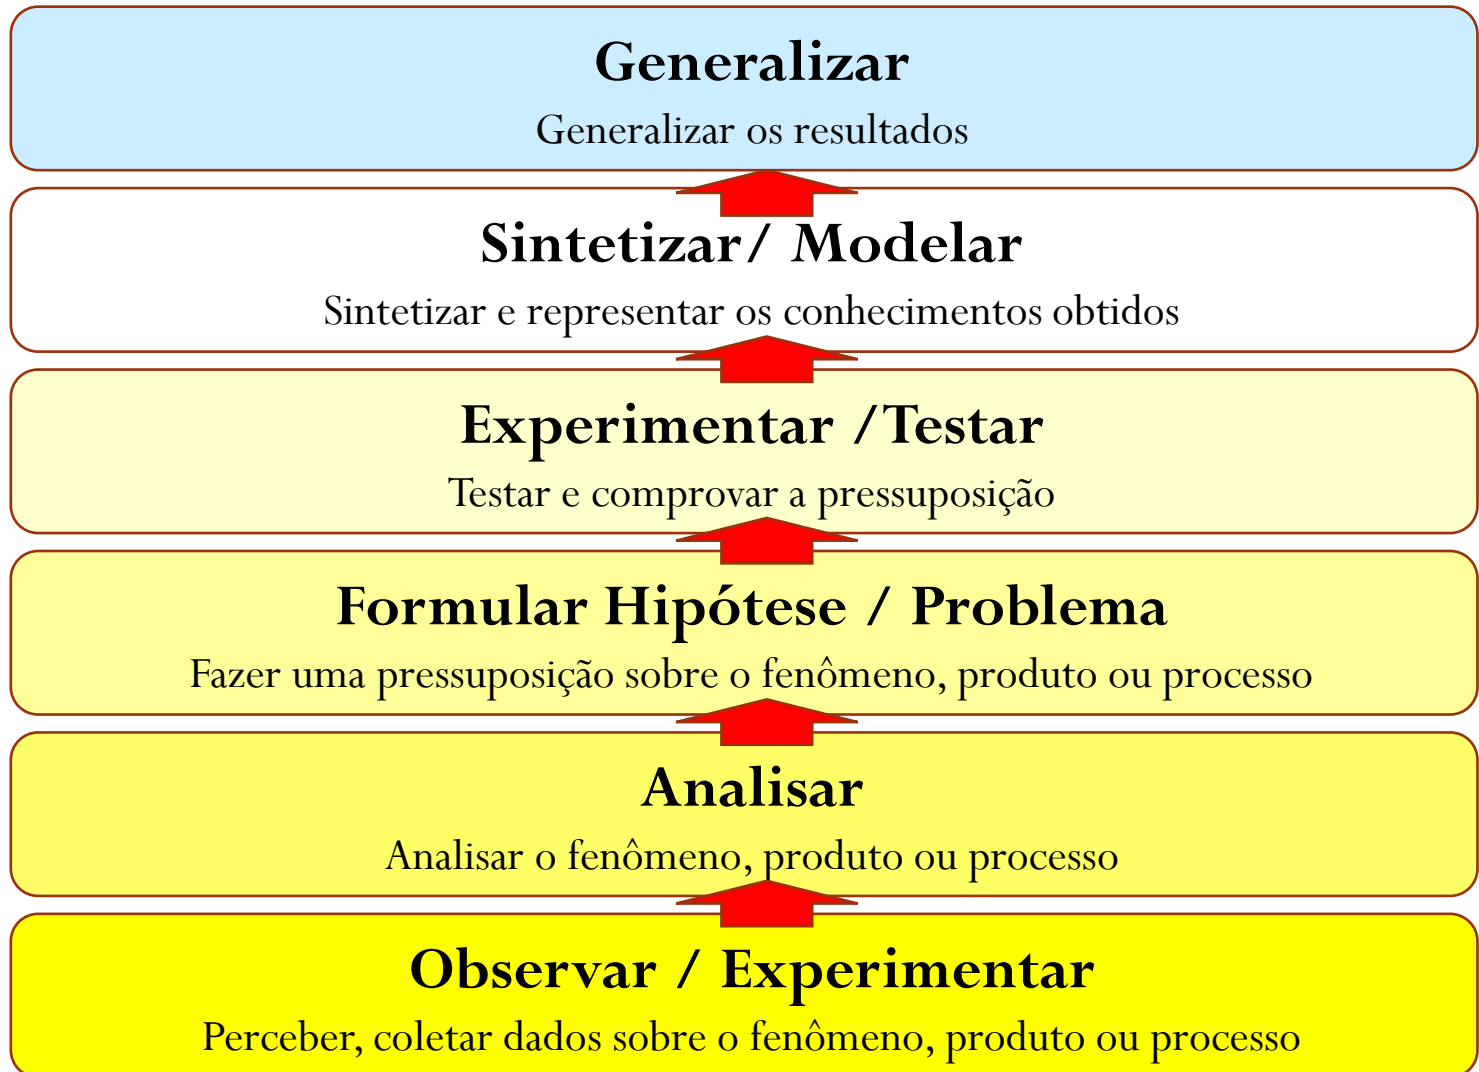 Generalizar
Generalizar os resultados
Sintetizar/ Modelar
Sintetizar e representar os conhecimentos obtidos
Experimentar /Testar
Testar e comprovar a pressuposição
Formular Hipótese / Problema
Fazer uma pressuposição sobre o fenômeno, produto ou processo
Analisar
Analisar o fenômeno, produto ou processo
Observar / Experimentar
Perceber, coletar dados sobre o fenômeno, produto ou processo